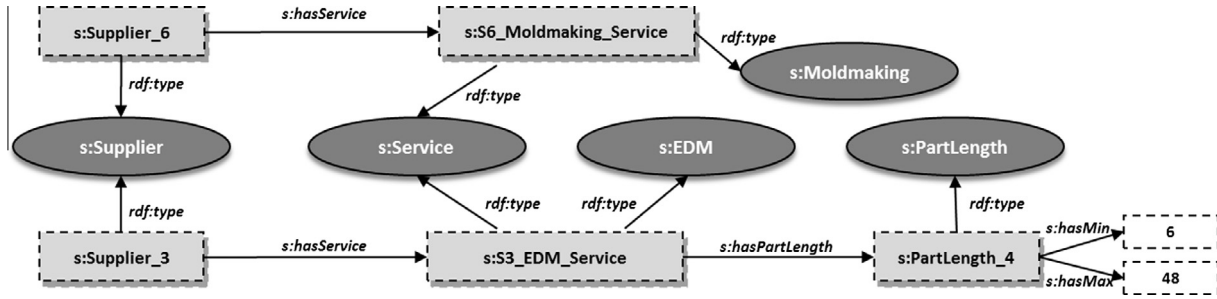 s:Supplier_6
s:hasService
s:S6_Moldmaking_Service
rdf:type
s:Moldmaking
rdf:type
rdf:type
s:Supplier
s:Service
s:EDM
s:PartLength
rdf:type
rdf:type
rdf:type
rdf:type
s:Supplier_3
s:hasService
s:S3_EDM_Service
s:hasPartLength
s:PartLength_4
s:hasMin
6
s:hasMax
48